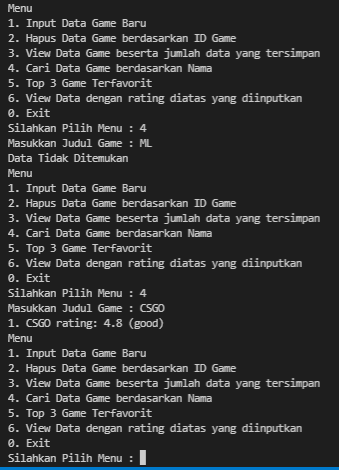 Menu
1. Input Data Game Baru
2. Hapus Data Game berdasarkan ID Game
3. View Data Game beserta jumlah data yang tersimpan
4. Cari Data Game berdasarkan Nama
5. Top 3 Game Terfavorit
6. View Data dengan rating diatas yang diinputkan
0. Exit
Silahkan Pilih Menu : 4
Masukkan Judul Game : ML
Data Tidak Ditemukan
Menu
1. Input Data Game Baru
2. Hapus Data Game berdasarkan ID Game
3. View Data Game beserta jumlah data yang tersimpan
4. Cari Data Game berdasarkan Nama
5. Top 3 Game Terfavorit
6. View Data dengan rating diatas yang diinputkan
0. Exit
Silahkan Pilih Menu : 4
Masukkan Judul Game : CSGO
1. CSGO rating: 4.8 (good)
Menu
1. Input Data Game Baru
2. Hapus Data Game berdasarkan ID Game
3. View Data Game beserta jumlah data yang tersimpan
4. Cari Data Game berdasarkan Nama
5. Top 3 Game Terfavorit
6. View Data dengan rating diatas yang diinputkan
0. Exit
Silahkan Pilih Menu :